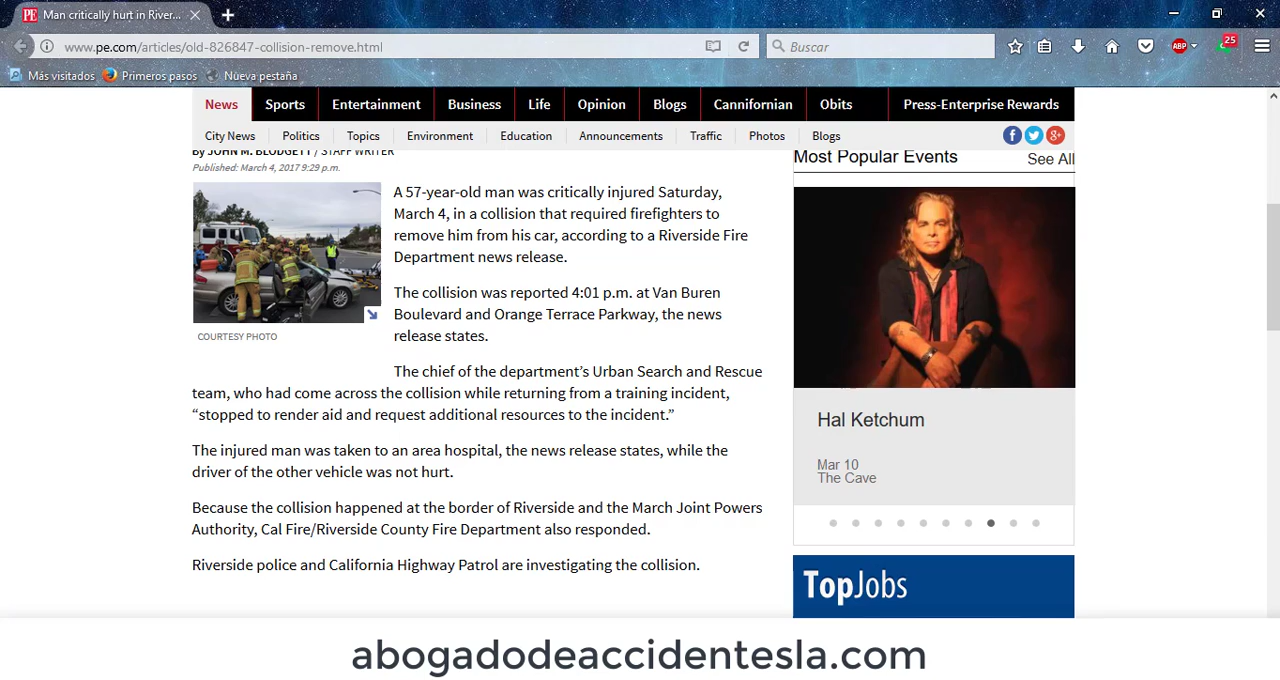 Man critically hurt in River...
www.pe.com/articles/old-826847-collision-remove.html
Buscar
ABP
25
Más visitados
Primeros pasos
Nueva pestaña
News
Sports
Entertainment
Business
Life
Opinion
Blogs
Cannifornian
Obits
Press-Enterprise Rewards
City News
Politics
Topics
Environment
Education
Announcements
Traffic
Photos
Blogs
By JOHN M. BLODGETT / STAFF WRITER
Published: March 4, 2017 9:29 p.m.
A 57-year-old man was critically injured Saturday,
March 4, in a collision that required firefighters to
remove him from his car, according to a Riverside Fire
Department news release.
The collision was reported 4:01 p.m. at Van Buren
Boulevard and Orange Terrace Parkway, the news
release states.
COURTESY PHOTO
The chief of the department’s Urban Search and Rescue
team, who had come across the collision while returning from a training incident,
“stopped to render aid and request additional resources to the incident.”
The injured man was taken to an area hospital, the news release states, while the
driver of the other vehicle was not hurt.
Because the collision happened at the border of Riverside and the March Joint Powers
Authority, Cal Fire/Riverside County Fire Department also responded.
Riverside police and California Highway Patrol are investigating the collision.
Most Popular Events
See All
Hal Ketchum
Mar 10
The Cave
TopJobs
abogadodeaccidentesla.com